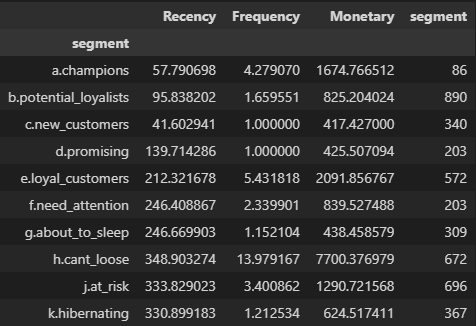 Recency Frequency Monetary segment
segment
a.champions 57.790698 4.279070 1674.766512 86
b.potential_loyalists 95.838202 1.659551 825.204024 890
c.new_customers 41.602941 1.000000 417.427000 340
d.promising 139.714286 1.000000 425.507094 203
e.loyal_customers 212.321678 5.431818 2091.856767 572
f.need_attention 246.408867 2.339901 839.527488 203
g.about_to_sleep 246.669903 1.152104 438.458579 309
h.cant_loose 348.903274 13.979167 7700.376979 672
j.at_risk 333.829023 3.400862 1290.721568 696
k.hibernating 330.899183 1.212534 624.517411 367